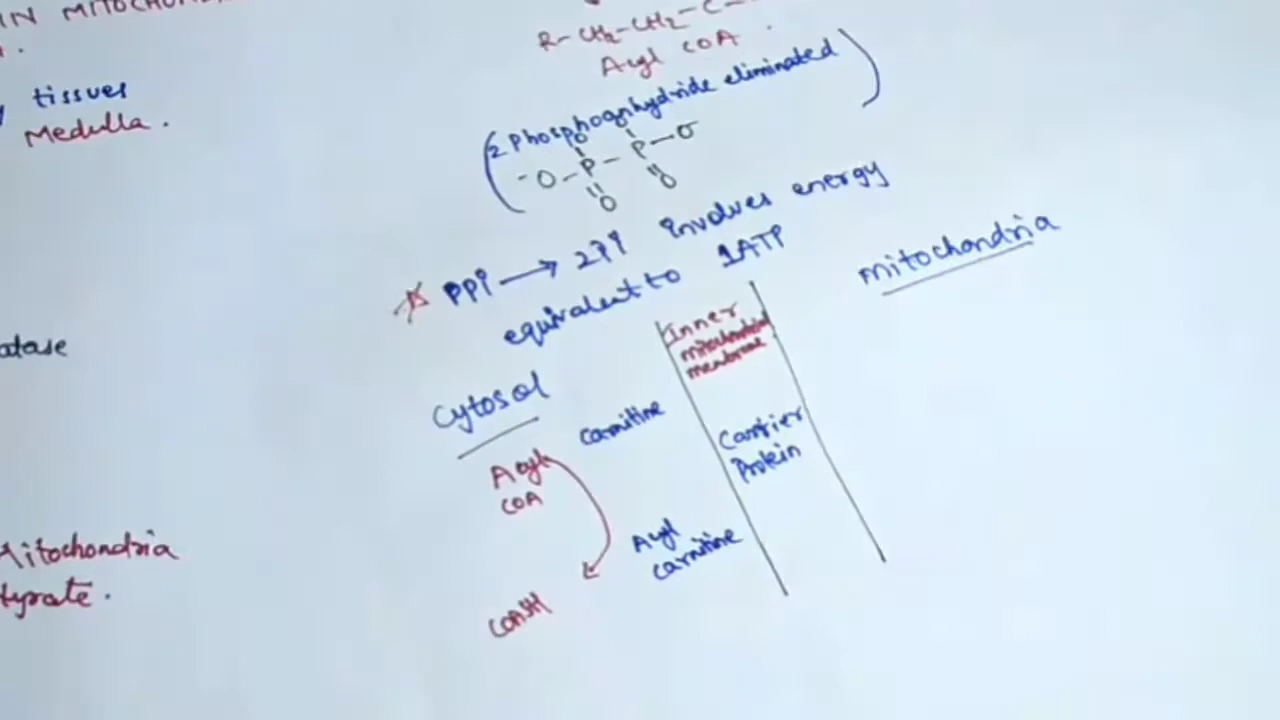 IN MITOCHOND
tissues
Medulla.
atase
Mitochondria
tyrate.
R-CH2-CH2-C-
Acyl COA
(2 Phosphoanhydride eliminated)
-O-P-P-O-
O O
PPi → 2Pi involves energy
equivalent to 1ATP
mitochondria
Inner
mitochondrial
membrane
Cytosol
Carnitine
Carrier
Protein
Acyl
COA
Acyl
carnitine
COASH